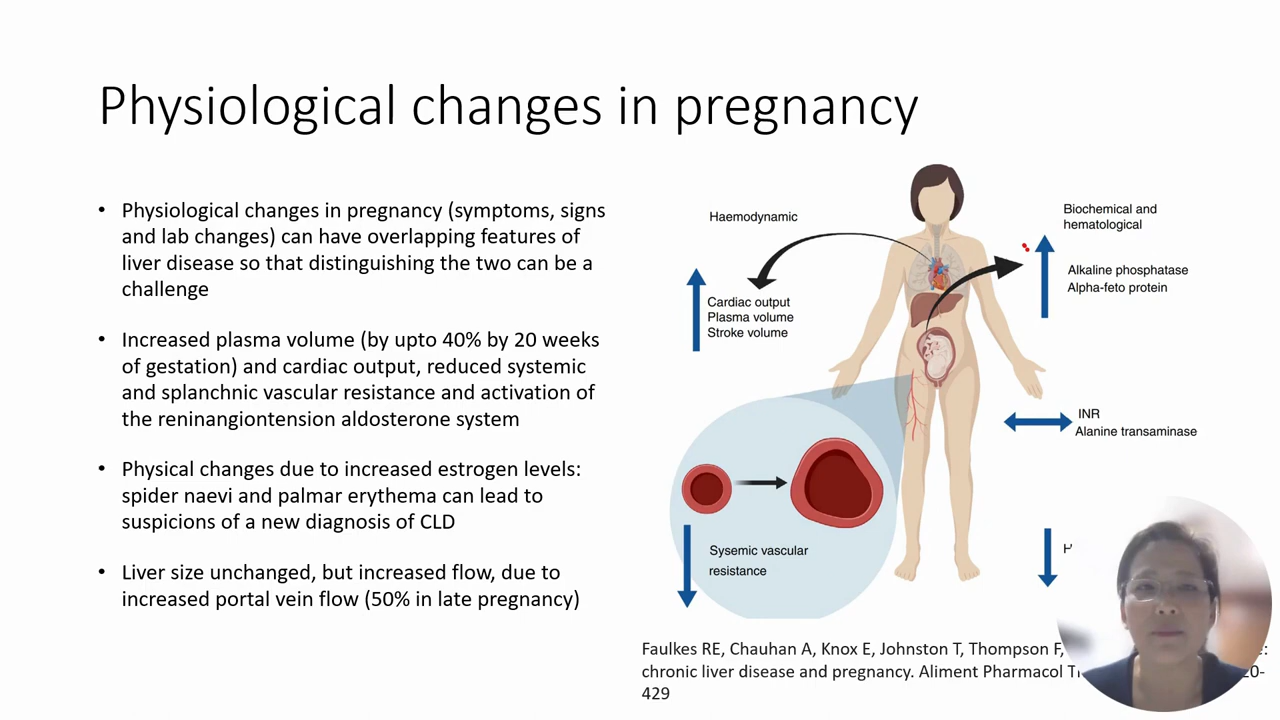 Physiological changes in pregnancy
• Physiological changes in pregnancy (symptoms, signs
and lab changes) can have overlapping features of
liver disease so that distinguishing the two can be a
challenge
• Increased plasma volume (by upto 40% by 20 weeks
of gestation) and cardiac output, reduced systemic
and splanchnic vascular resistance and activation of
the reninangiontension aldosterone system
• Physical changes due to increased estrogen levels:
spider naevi and palmar erythema can lead to
suspicions of a new diagnosis of CLD
• Liver size unchanged, but increased flow, due to
increased portal vein flow (50% in late pregnancy)
Haemodynamic
Cardiac output
Plasma volume
Stroke volume
Biochemical and
hematological
Alkaline phosphatase
Alpha-feto protein
INR
Alanine transaminase
Sysemic vascular
resistance
Faulkes RE, Chauhan A, Knox E, Johnston T, Thompson F,
chronic liver disease and pregnancy. Aliment Pharmacol
429